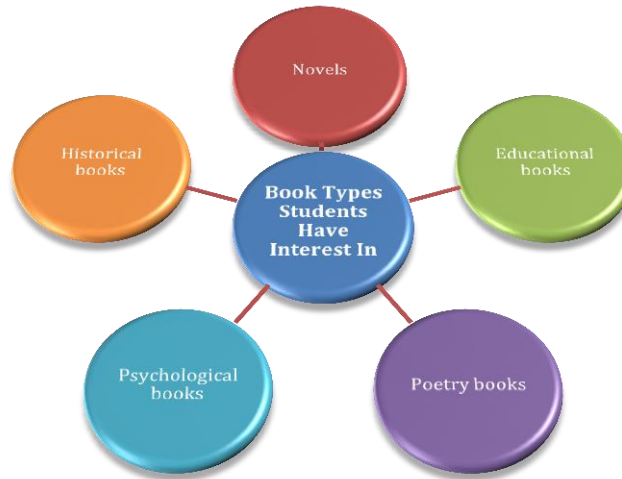 Novels
Educational
books
Poetry books
Psychological
books
Historical
books
Book Types
Students
Have
Interest In